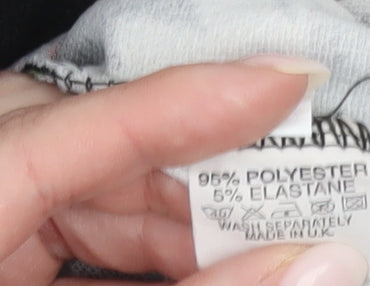 95% POLYESTER
5% ELASTANE
WASH SEPARATELY
MADE IN U.K.